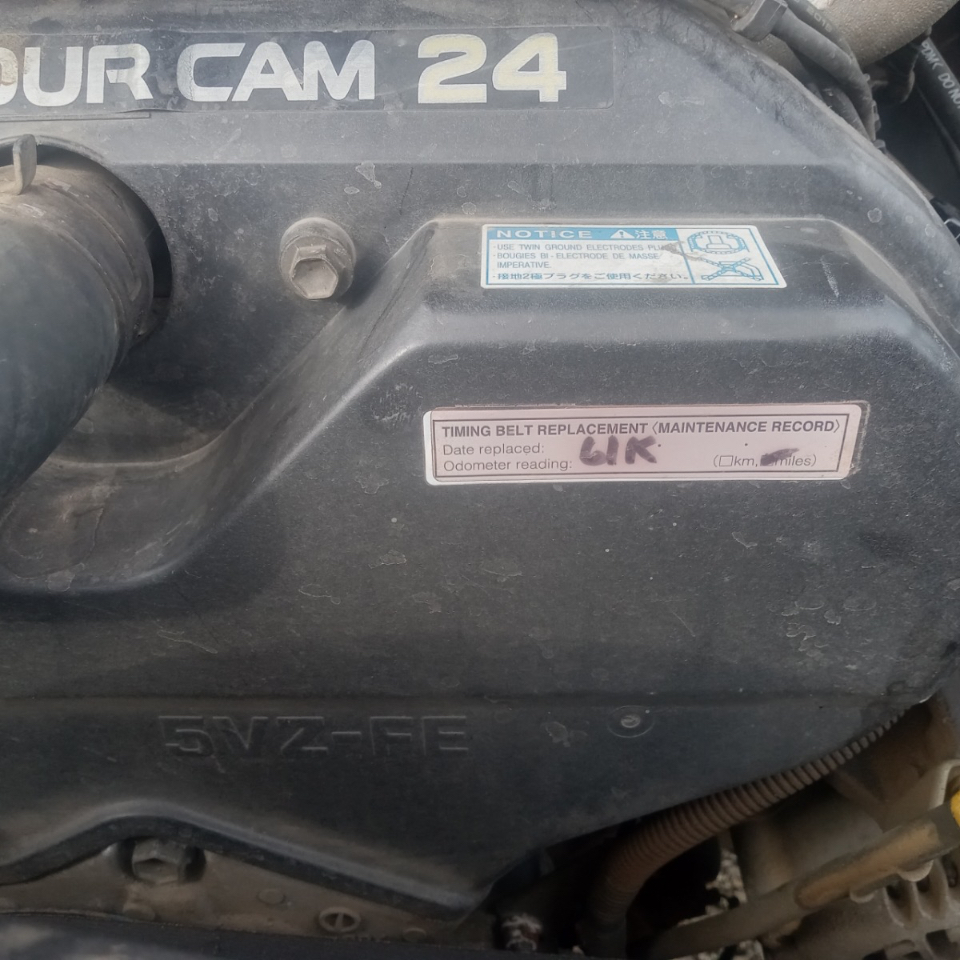 OUR CAM 24
NOTICE ⚠注意
·USE TWIN GROUND ELECTRODES
·BOUGIES BI-ELECTRODE DE MASSE
IMPERATIVE.
·接地2極プラグをご使用ください。
TIMING BELT REPLACEMENT〈MAINTENANCE RECORD〉
Date replaced:
Odometer reading: 61K (□km, miles)
5VZ-FE